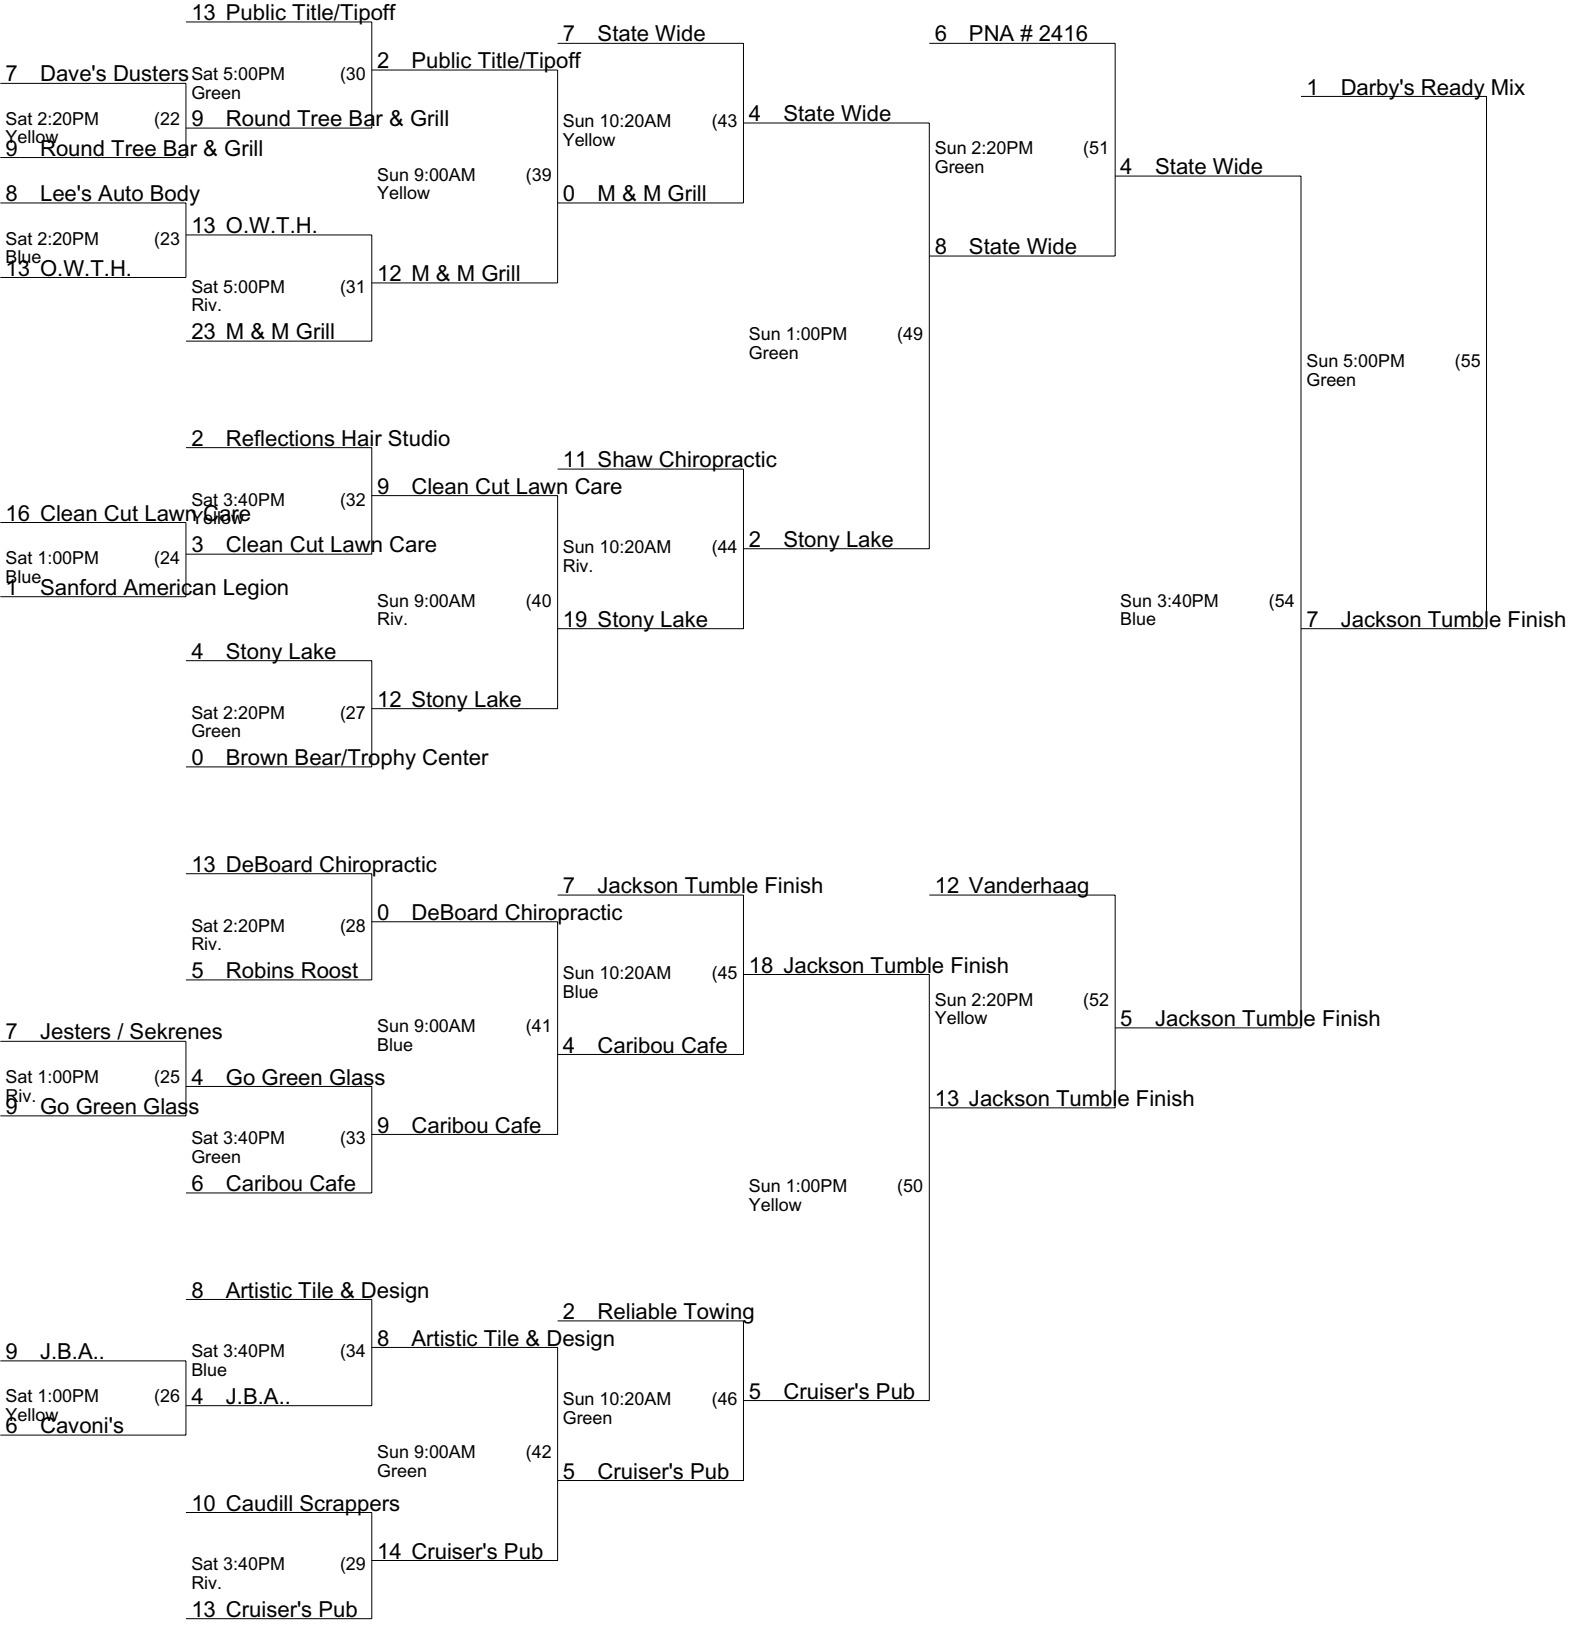 13 Public Title/Tipoff
7 Dave's Dusters
Sat 5:00PM (30
Green
2 Public Title/Tipoff
7 State Wide
6 PNA # 2416
1 Darby's Ready Mix
Sat 2:20PM (22
Yellow
9 Round Tree Bar & Grill
9 Round Tree Bar & Grill
Sun 10:20AM (43
Yellow
4 State Wide
Sun 2:20PM (51
Green
4 State Wide
8 Lee's Auto Body
Sun 9:00AM (39
Yellow
0 M & M Grill
Sat 2:20PM (23
Blue
13 O.W.T.H.
13 O.W.T.H.
8 State Wide
Sat 5:00PM (31
Riv.
12 M & M Grill
23 M & M Grill
Sun 1:00PM (49
Green
Sun 5:00PM (55
Green
2 Reflections Hair Studio
11 Shaw Chiropractic
16 Clean Cut Lawn Care
Sat 3:40PM (32
Yellow
9 Clean Cut Lawn Care
Sat 1:00PM (24
Blue
3 Clean Cut Lawn Care
1 Sanford American Legion
Sun 10:20AM (44
Riv.
2 Stony Lake
Sun 9:00AM (40
Riv.
19 Stony Lake
Sun 3:40PM (54
Blue
7 Jackson Tumble Finish
4 Stony Lake
Sat 2:20PM (27
Green
12 Stony Lake
0 Brown Bear/Trophy Center
13 DeBoard Chiropractic
7 Jackson Tumble Finish
12 Vanderhaag
0 DeBoard Chiropractic
Sat 2:20PM (28
Riv.
5 Robins Roost
Sun 10:20AM (45
Blue
18 Jackson Tumble Finish
Sun 2:20PM (52
Yellow
5 Jackson Tumble Finish
7 Jesters / Sekrenes
Sun 9:00AM (41
Blue
4 Caribou Cafe
Sat 1:00PM (25
Riv.
4 Go Green Glass
9 Go Green Glass
13 Jackson Tumble Finish
Sat 3:40PM (33
Green
9 Caribou Cafe
6 Caribou Cafe
Sun 1:00PM (50
Yellow
8 Artistic Tile & Design
2 Reliable Towing
9 J.B.A..
Sat 3:40PM (34
Blue
8 Artistic Tile & Design
Sat 1:00PM (26
Yellow
4 J.B.A..
6 Cavoni's
Sun 10:20AM (46
Green
5 Cruiser's Pub
Sun 9:00AM (42
Green
5 Cruiser's Pub
10 Caudill Scrappers
Sat 3:40PM (29
Riv.
14 Cruiser's Pub
13 Cruiser's Pub